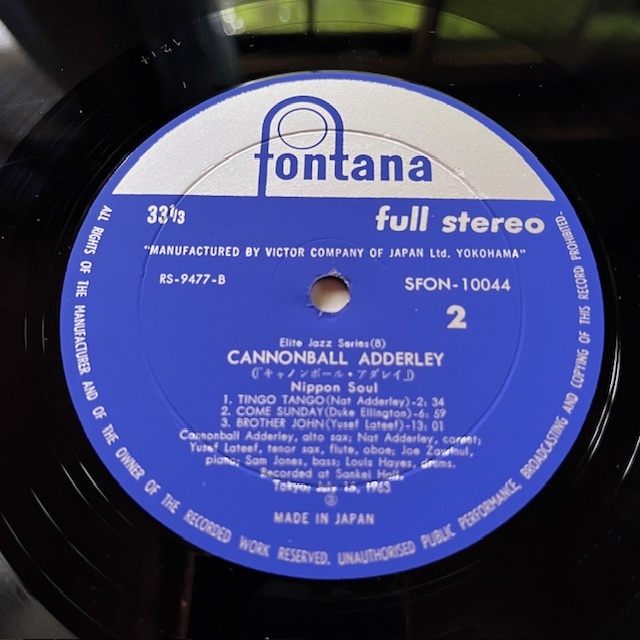 fontana
33⅓
full stereo
"MANUFACTURED BY VICTOR COMPANY OF JAPAN Ltd. YOKOHAMA"
RS-9477-B
SFON-10044
2
Elite Jazz Series(8)
CANNONBALL ADDERLEY
(「キャノンボール・アダレイ」)
Nippon Soul
1. TINGO TANGO(Nat Adderley)-2: 34
2. COME SUNDAY(Duke Ellington)-6: 59
3. BROTHER JOHN(Yusef Lateef)-13: 01
Cannonball Adderley, alto sax; Nat Adderley, cornet;
Yusef Lateef, tenor sax, flute, oboe; Joe Zawinul,
piano; Sam Jones, bass; Louis Hayes, drums.
Recorded at Sankei Hall,
Tokyo, 1963
MADE IN JAPAN
ALL RIGHTS OF THE MANUFACTURER AND OF THE OWNER OF THE RECORDED WORK RESERVED. UNAUTHORISED PUBLIC PERFORMANCE, BROADCASTING AND COPYING OF THIS RECORD PROHIBITED-